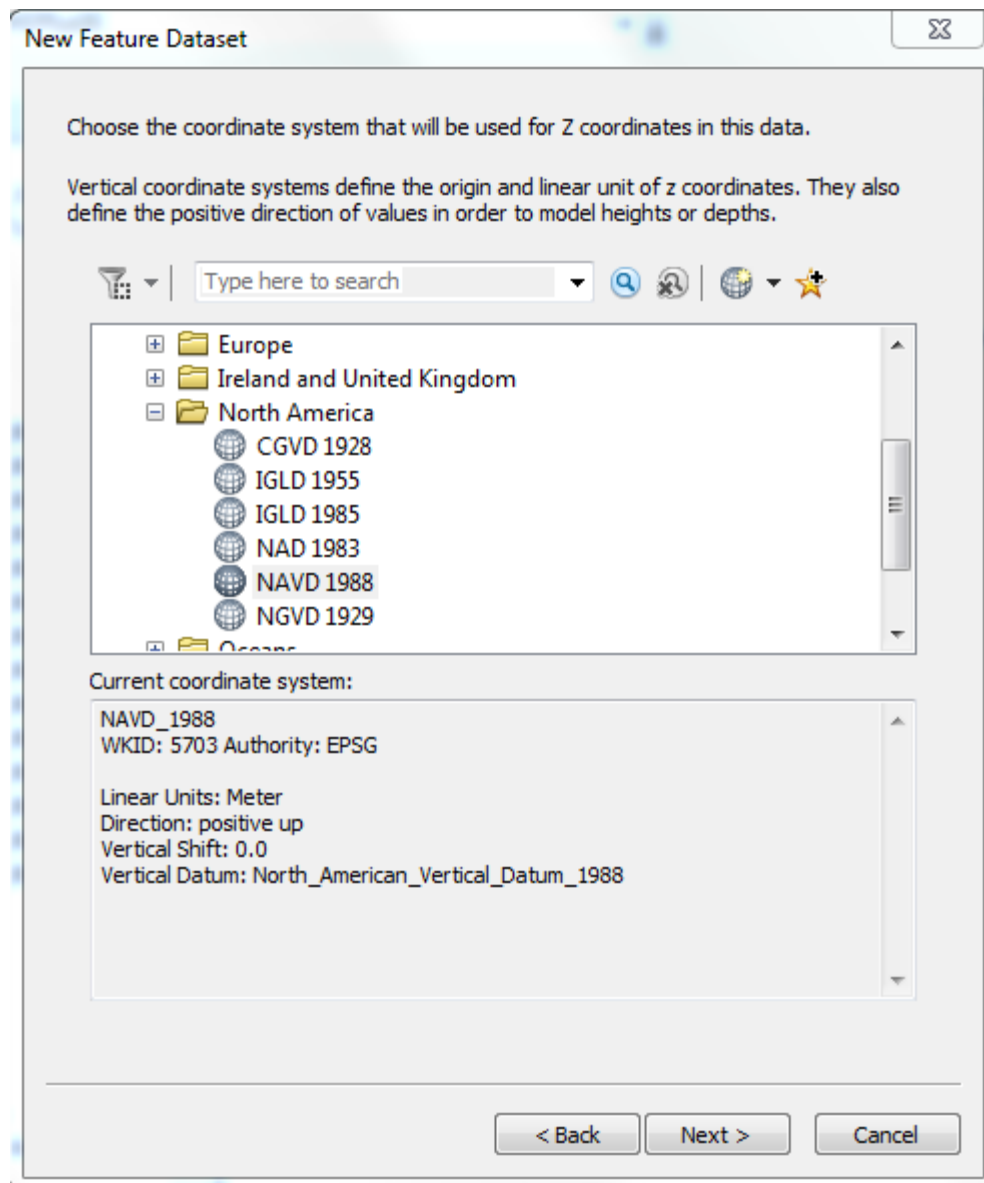 New Feature Dataset
Choose the coordinate system that will be used for Z coordinates in this data.
Vertical coordinate systems define the origin and linear unit of z coordinates. They also
define the positive direction of values in order to model heights or depths.
Type here to search
Europe
Ireland and United Kingdom
North America
CGVD 1928
IGLD 1955
IGLD 1985
NAD 1983
NAVD 1988
NGVD 1929
Oceans
Current coordinate system:
NAVD_1988
WKID: 5703 Authority: EPSG
Linear Units: Meter
Direction: positive up
Vertical Shift: 0.0
Vertical Datum: North_American_Vertical_Datum_1988
< Back
Next >
Cancel